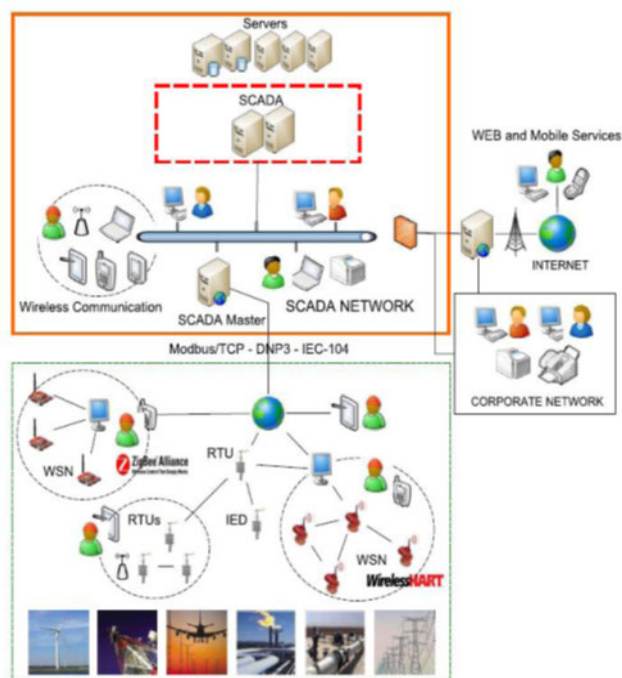 Servers
SCADA
WEB and Mobile Services
INTERNET
Wireless Communication
SCADA Master
SCADA NETWORK
CORPORATE NETWORK
Modbus/TCP - DNP3 - IEC-104
WSN
ZigBee Alliance
RTU
RTUs
IED
WSN
WirelessHART